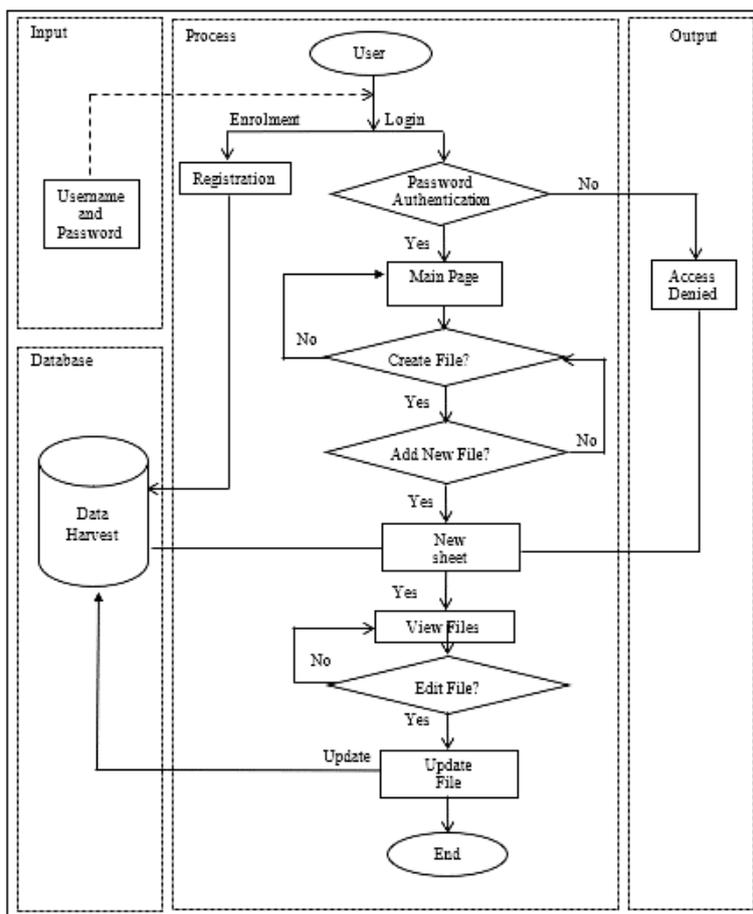 Input
Process
Output
User
Enrolment
Login
Username
and
Password
Registration
Password
Authentication
No
Yes
Main Page
Access
Denied
No
Create File?
Database
Yes
Add New File?
No
Yes
Data
Harvest
New
sheet
Yes
View Files
No
Edit File?
Yes
Update
Update
File
End